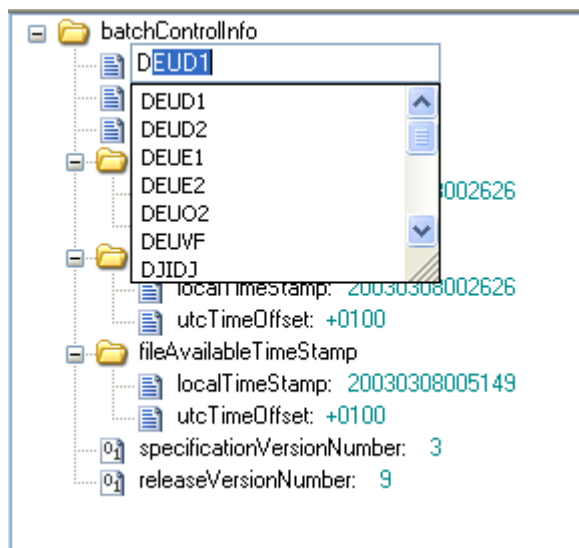 batchControlInfo
DEUD1
DEUD1
DEUD2
DEUE1
DEUE2
DEUO2
DEUVF
DJIDJ
002626
localTimeStamp: 20030308002626
utcTimeOffset: +0100
fileAvailableTimeStamp
localTimeStamp: 20030308005149
utcTimeOffset: +0100
specificationVersionNumber: 3
releaseVersionNumber: 9